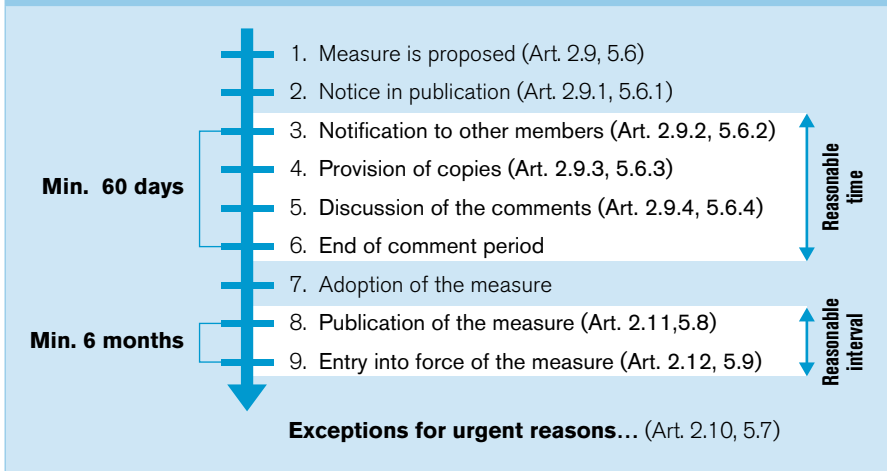 1. Measure is proposed (Art. 2.9, 5.6)
2. Notice in publication (Art. 2.9.1, 5.6.1)
3. Notification to other members (Art. 2.9.2, 5.6.2)
4. Provision of copies (Art. 2.9.3, 5.6.3)
Min. 60 days
5. Discussion of the comments (Art. 2.9.4, 5.6.4)
6. End of comment period
Reasonable
time
7. Adoption of the measure
8. Publication of the measure (Art. 2.11,5.8)
Min. 6 months
9. Entry into force of the measure (Art. 2.12, 5.9)
Reasonable
interval
Exceptions for urgent reasons... (Art. 2.10, 5.7)